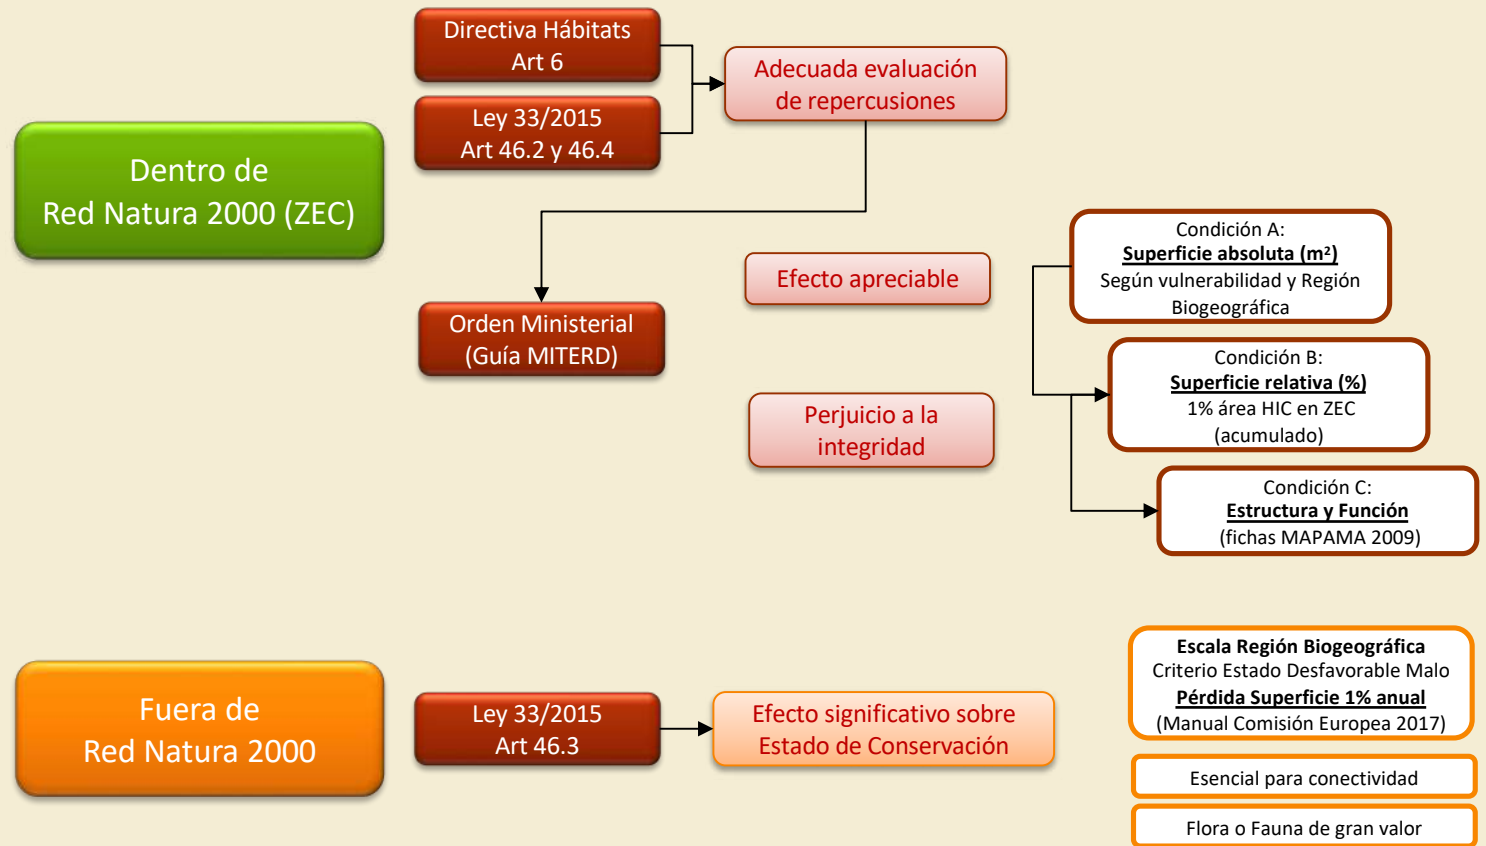 Directiva Hábitats
Art 6
Adecuada evaluación
de repercusiones
Ley 33/2015
Art 46.2 y 46.4
Dentro de
Red Natura 2000 (ZEC)
Condición A:
Superficie absoluta (m²)
Según vulnerabilidad y Región
Biogeográfica
Efecto apreciable
Orden Ministerial
(Guía MITERD)
Condición B:
Superficie relativa (%)
1% área HIC en ZEC
(acumulado)
Perjuicio a la
integridad
Condición C:
Estructura y Función
(fichas MAPAMA 2009)
Fuera de
Red Natura 2000
Ley 33/2015
Art 46.3
Efecto significativo sobre
Estado de Conservación
Escala Región Biogeográfica
Criterio Estado Desfavorable Malo
Pérdida Superficie 1% anual
(Manual Comisión Europea 2017)
Esencial para conectividad
Flora o Fauna de gran valor